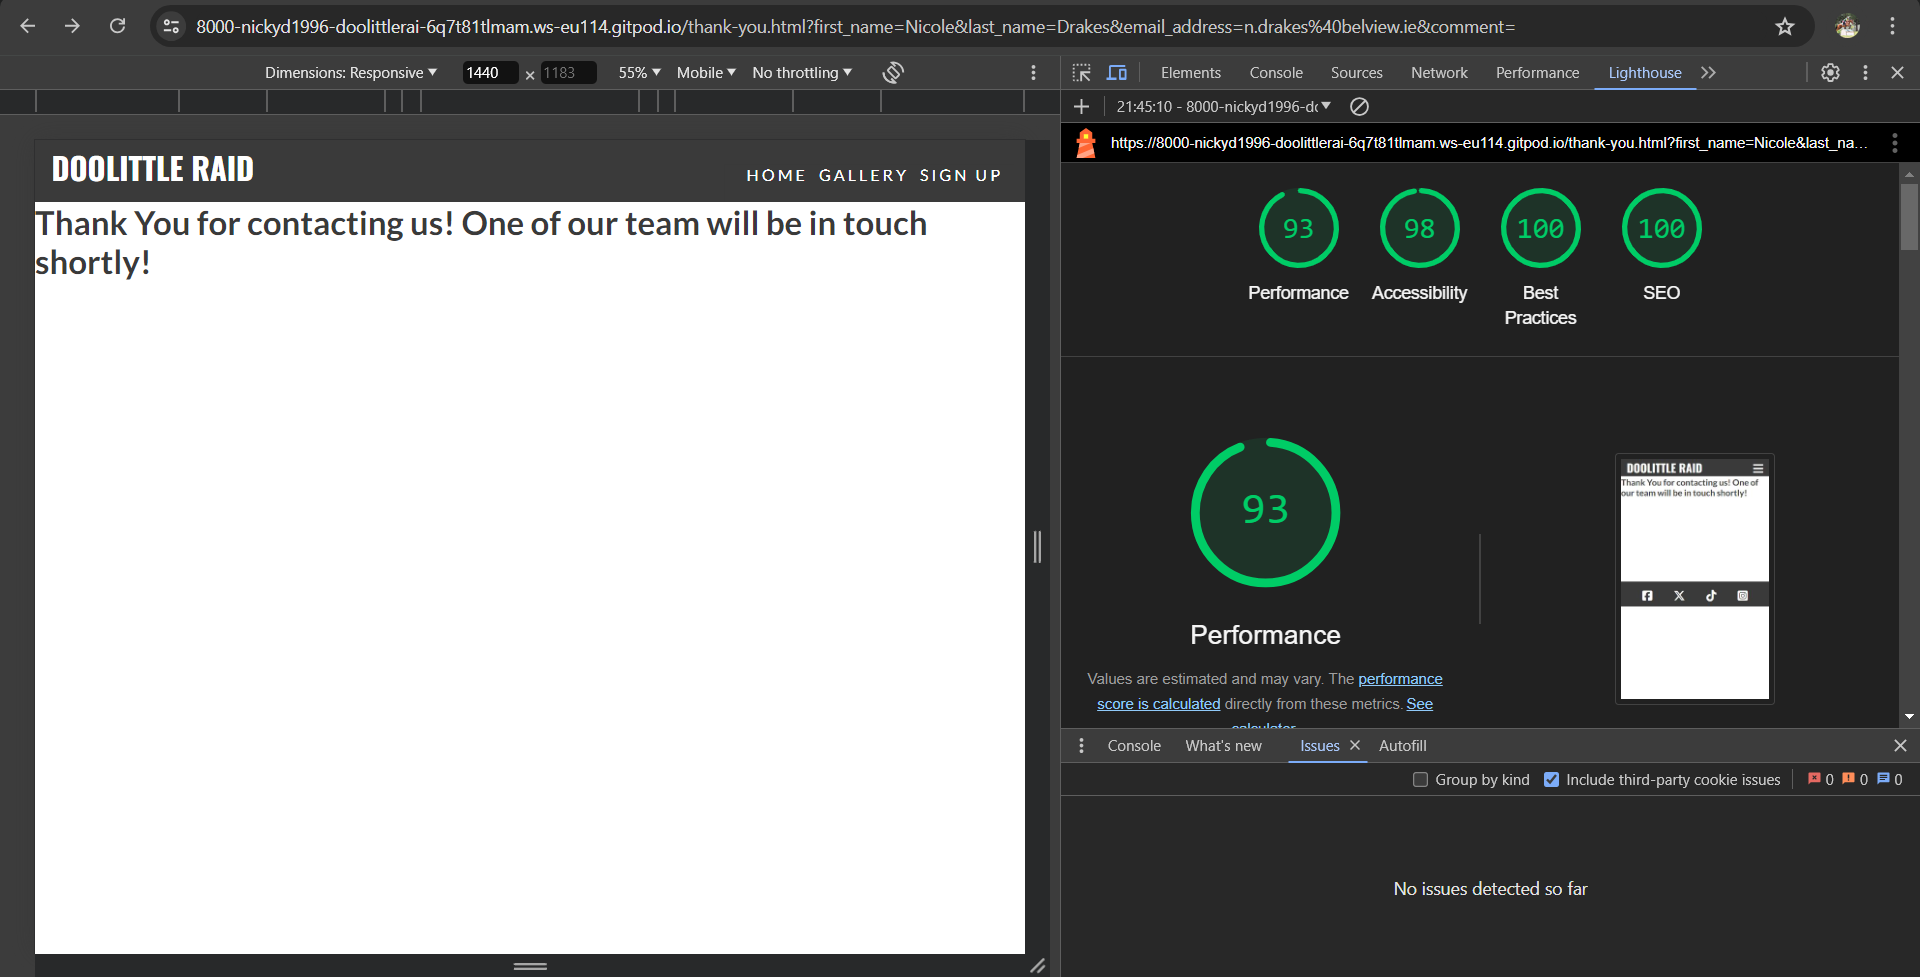 8000-nickyd1996-doolittlerai-6q7t81tlmam.ws-eu114.gitpod.io/thank-you.html?first_name=Nicole&last_name=Drakes&email_address=n.drakes%40belview.ie&comment=
Dimensions: Responsive 1440 × 1183 55% Mobile No throttling
Elements Console Sources Network Performance Lighthouse
21:45:10 - 8000-nickyd1996-do
https://8000-nickyd1996-doolittlerai-6q7t81tlmam.ws-eu114.gitpod.io/thank-you.html?first_name=Nicole&last_na...
DOOLITTLE RAID
HOME GALLERY SIGN UP
Thank You for contacting us! One of our team will be in touch
shortly!
93 98 100 100
Performance Accessibility Best Practices SEO
93
Performance
Values are estimated and may vary. The performance
score is calculated directly from these metrics. See
calculator
DOOLITTLE RAID
Thank You for contacting us! One of
our team will be in touch shortly!
Console What's new Issues Autofill
Group by kind Include third-party cookie issues 0 0 0
No issues detected so far